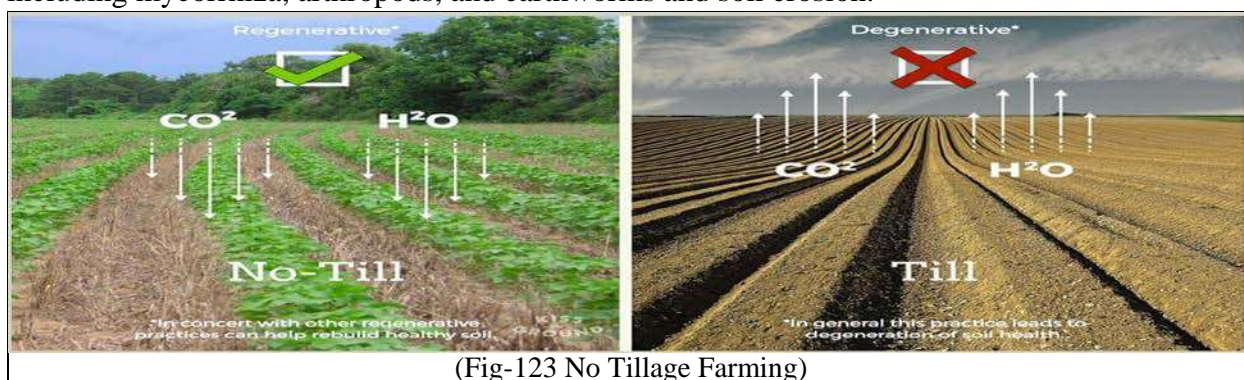 including mycorrhiza, arthropods, and earthworms and soil erosion.
Regenerative*
CO²
H²O
No-Till
*In concert with other regenerative
practices can help rebuild healthy soil.
KISS
GROUND
Degenerative*
CO²
H²O
Till
*In general this practice leads to
degeneration of soil health.
(Fig-123 No Tillage Farming)